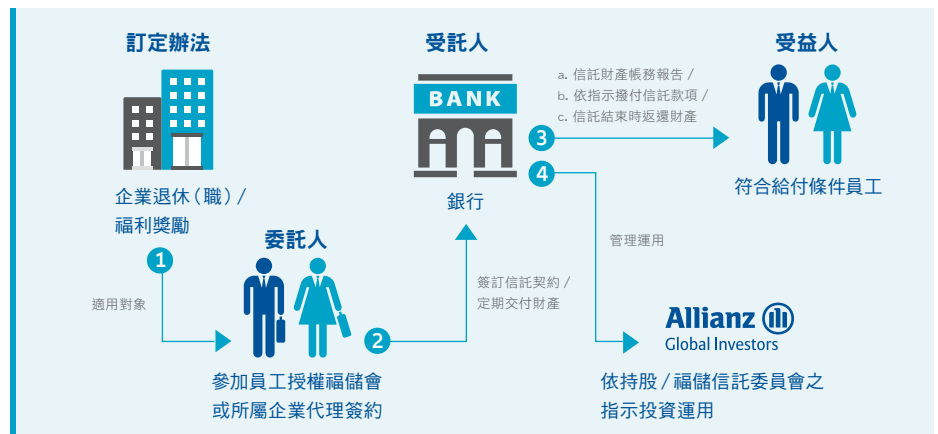 訂定辦法
企業退休（職）/
福利獎勵
1
適用對象
委託人
參加員工授權福儲會
或所屬企業代理簽約
2
簽訂信託契約 /
定期交付財產
受託人
BANK
銀行
3
a. 信託財產帳務報告 /
b. 依指示撥付信託款項 /
c. 信託結束時返還財產
受益人
符合給付條件員工
4
管理運用
Allianz
Global Investors
依持股 / 福儲信託委員會之
指示投資運用